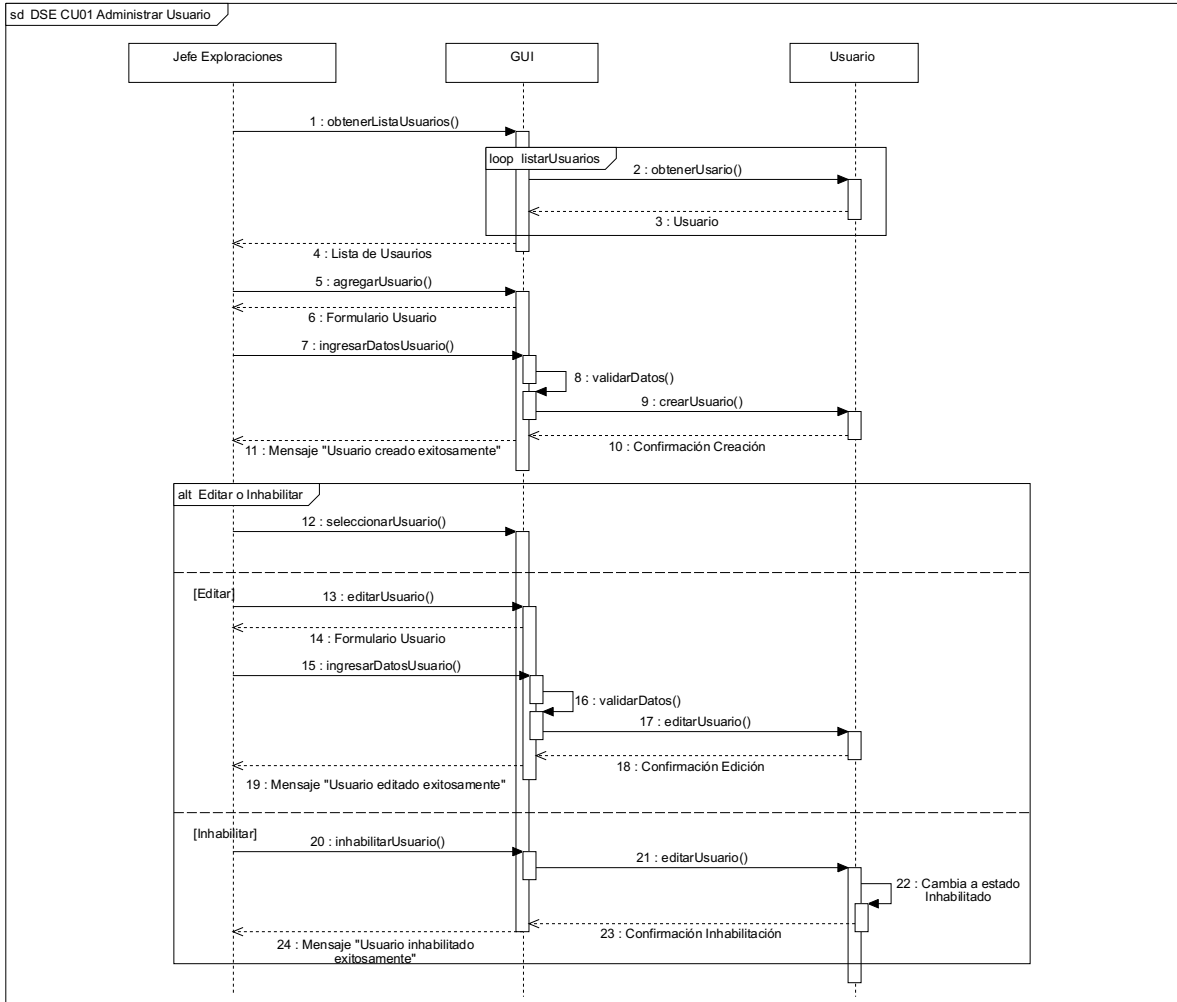 sd DSE CU01 Administrar Usuario
Jefe Exploraciones
GUI
Usuario
1 : obtenerListaUsuarios()
loop listarUsuarios
2 : obtenerUsario()
3 : Usuario
4 : Lista de Usaurios
5 : agregarUsuario()
6 : Formulario Usuario
7 : ingresarDatosUsuario()
8 : validarDatos()
9 : crearUsuario()
10 : Confirmación Creación
11 : Mensaje "Usuario creado exitosamente"
alt Editar o Inhabilitar
12 : seleccionarUsuario()
[Editar]
13 : editarUsuario()
14 : Formulario Usuario
15 : ingresarDatosUsuario()
16 : validarDatos()
17 : editarUsuario()
18 : Confirmación Edición
19 : Mensaje "Usuario editado exitosamente"
[Inhabilitar]
20 : inhabilitarUsuario()
21 : editarUsuario()
22 : Cambia a estado
Inhabilitado
23 : Confirmación Inhabilitación
24 : Mensaje "Usuario inhabilitado
exitosamente"